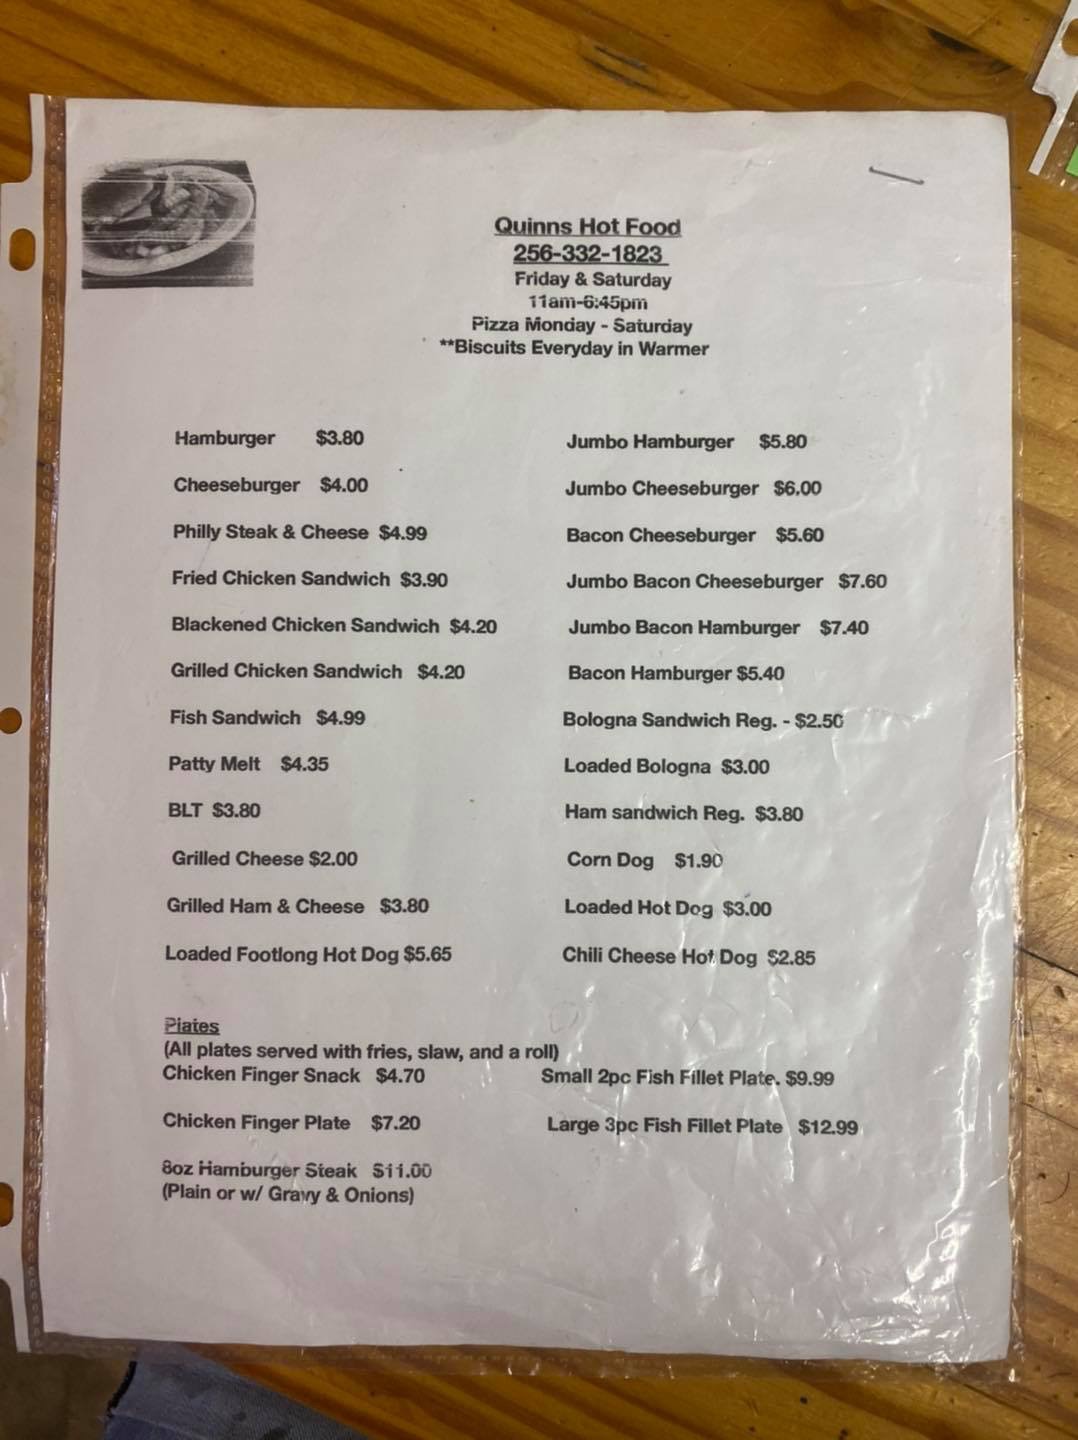 Quinns Hot Food
256-332-1823
Friday & Saturday
11am-6:45pm
Pizza Monday - Saturday
**Biscuits Everyday in Warmer
Hamburger $3.80
Cheeseburger $4.00
Philly Steak & Cheese $4.99
Fried Chicken Sandwich $3.90
Blackened Chicken Sandwich $4.20
Grilled Chicken Sandwich $4.20
Fish Sandwich $4.99
Patty Melt $4.35
BLT $3.80
Grilled Cheese $2.00
Grilled Ham & Cheese $3.80
Loaded Footlong Hot Dog $5.65
Jumbo Hamburger $5.80
Jumbo Cheeseburger $6.00
Bacon Cheeseburger $5.60
Jumbo Bacon Cheeseburger $7.60
Jumbo Bacon Hamburger $7.40
Bacon Hamburger $5.40
Bologna Sandwich Reg. - $2.50
Loaded Bologna $3.00
Ham sandwich Reg. $3.80
Corn Dog $1.90
Loaded Hot Dog $3.00
Chili Cheese Hot Dog $2.85
Plates
(All plates served with fries, slaw, and a roll)
Chicken Finger Snack $4.70
Chicken Finger Plate $7.20
8oz Hamburger Steak $11.00
(Plain or w/ Gravy & Onions)
Small 2pc Fish Fillet Plate. $9.99
Large 3pc Fish Fillet Plate $12.99